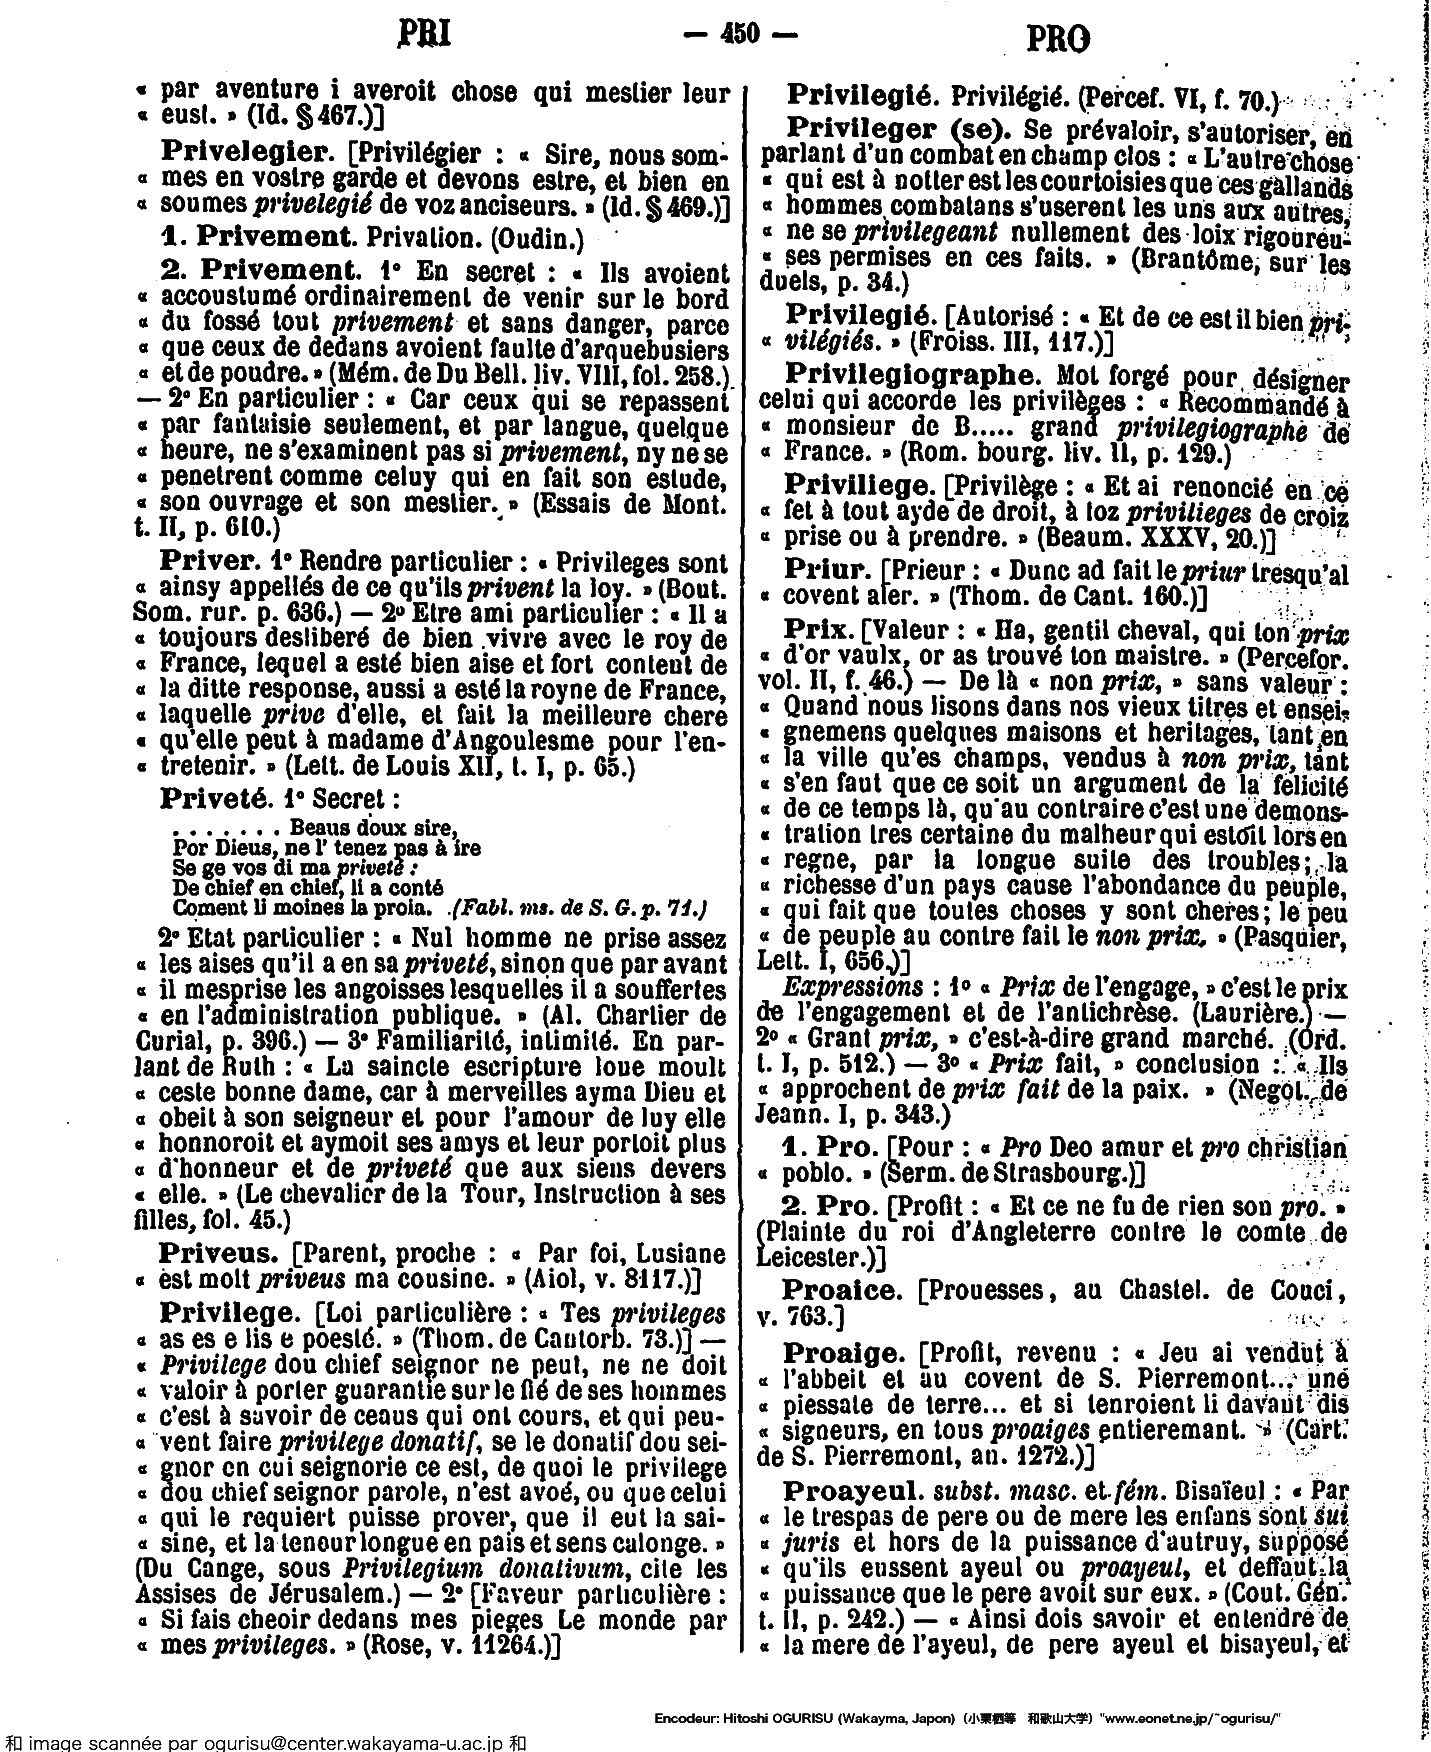 PRI
— 450 —
PRO
« par aventure i averoit chose qui mestier leur
« eust. » (Id. § 467.)]
Privelegier. [Privilégier : « Sire, nous som-
« mes en vostre garde et devons estre, et bien en
« soumes privelegié de voz anciseurs. » (Id. § 469.)]
1. Privement. Privation. (Oudin.)
2. Privement. 1° En secret : « Ils avoient
« accoustumé ordinairement de venir sur le bord
« du fossé tout privement et sans danger, parce
« que ceux de dedans avoient faulte d'arquebusiers
« et de poudre. » (Mém. de Du Bell. liv. VIII, fol. 258.)
— 2° En particulier : « Car ceux qui se repassent
« par fantaisie seulement, et par langue, quelque
« heure, ne s'examinent pas si privement, ny ne se
« penetrent comme celuy qui en fait son estude,
« son ouvrage et son mestier. » (Essais de Mont.
t. II, p. 610.)
Priver. 1° Rendre particulier : « Privileges sont
« ainsy appellés de ce qu'ils privent la loy. » (Bout.
Som. rur. p. 636.) — 2° Etre ami particulier : « Il a
« toujours desliberé de bien vivre avec le roy de
« France, lequel a esté bien aise et fort content de
« la ditte response, aussi a esté la royne de France,
« laquelle prive d'elle, et fait la meilleure chere
« qu'elle peut à madame d'Angoulesme pour l'en-
« tretenir. » (Lett. de Louis XII, t. I, p. 65.)
Priveté. 1° Secret :
. . . . . . . Beaus doux sire,
Por Dieus, ne l' tenez pas à ire
Se ge vos di ma priveté :
De chief en chief, li a conté
Coment li moines la proia. (Fabl. ms. de S. G. p. 71.)
2° Etat particulier : « Nul homme ne prise assez
« les aises qu'il a en sa priveté, sinon que par avant
« il mesprise les angoisses lesquelles il a souffertes
« en l'administration publique. » (Al. Chartier de
Curial, p. 396.) — 3° Familiarité, intimité. En par-
lant de Ruth : « La saincte escripture loue moult
« ceste bonne dame, car à merveilles ayma Dieu et
« obeit à son seigneur et pour l'amour de luy elle
« honnoroit et aymoit ses amys et leur portoit plus
« d'honneur et de priveté que aux siens devers
« elle. » (Le chevalier de la Tour, Instruction à ses
filles, fol. 45.)
Priveus. [Parent, proche : « Par foi, Lusiane
« est molt priveus ma cousine. » (Aiol, v. 8117.)]
Privilege. [Loi particulière : « Tes privileges
« as es e lis e poesté. » (Thom. de Cantorb. 73.)] —
« Privilege dou chief seignor ne peut, ne ne doit
« valoir à porter guarantie sur le fié de ses hommes
« c'est à savoir de ceaus qui ont cours, et qui peu-
« vent faire privilege donatif, se le donatif dou sei-
« gnor en cui seignorie ce est, de quoi le privilege
« dou chief seignor parole, n'est avoé, ou que celui
« qui le requiert puisse prover, que il eut la sai-
« sine, et la tenour longue en pais et sens calonge. »
(Du Cange, sous Privilegium donativum, cite les
Assises de Jérusalem.) — 2° [Faveur particulière :
« Si fais cheoir dedans mes pieges Le monde par
« mes privileges. » (Rose, v. 11264.)]
Privilegié. Privilégié. (Percef. VI, f. 70.)
Privileger (se). Se prévaloir, s'autoriser, en
parlant d'un combat en champ clos : « L'autre chose
« qui est à notter est les courtoisies que ces gallands
« hommes combatans s'userent les uns aux autres,
« ne se privilegeant nullement des loix rigoureu-
« ses permises en ces faits. » (Brantôme, sur les
duels, p. 34.)
Privilegié. [Autorisé : « Et de ce est il bien pri-
« vilégiés. » (Froiss. III, 117.)]
Privilegiographe. Mot forgé pour désigner
celui qui accorde les privilèges : « Recommandé à
« monsieur de B..... grand privilegiographe de
« France. » (Rom. bourg. liv. II, p. 129.)
Priviliege. [Privilège : « Et ai renoncié en ce
« fet à tout ayde de droit, à toz privilieges de croiz
« prise ou à prendre. » (Beaum. XXXV, 20.)]
Priur. [Prieur : « Dunc ad fait le priur tresqu'al
« covent aler. » (Thom. de Cant. 160.)]
Prix. [Valeur : « Ha, gentil cheval, qui ton prix
« d'or vaulx, or as trouvé ton maistre. » (Percefor.
vol. II, f. 46.) — De là « non prix, » sans valeur :
« Quand nous lisons dans nos vieux titres et ensei-
« gnemens quelques maisons et heritages, tant en
« la ville qu'es champs, vendus à non prix, tant
« s'en faut que ce soit un argument de la felicité
« de ce temps là, qu'au contraire c'est une demons-
« tration tres certaine du malheur qui estoit lors en
« regne, par la longue suite des troubles; la
« richesse d'un pays cause l'abondance du peuple,
« qui fait que toutes choses y sont cheres; le peu
« de peuple au contre fait le non prix. » (Pasquier,
Lett. I, 656.)]
Expressions : 1° « Prix de l'engage, » c'est le prix
de l'engagement et de l'antichrèse. (Laurière.) —
2° « Grant prix, » c'est-à-dire grand marché. (Ord.
t. I, p. 512.) — 3° « Prix fait, » conclusion : « Ils
« approchent de prix fait de la paix. » (Negot. de
Jeann. I, p. 343.)
1. Pro. [Pour : « Pro Deo amur et pro christian
« poblo. » (Serm. de Strasbourg.)]
2. Pro. [Profit : « Et ce ne fu de rien son pro. »
(Plainte du roi d'Angleterre contre le comte de
Leicester.)]
Proaice. [Prouesses, au Chastel. de Couci,
v. 763.]
Proaige. [Profit, revenu : « Jeu ai vendut à
« l'abbeit et au covent de S. Pierremont... une
« piessate de terre... et si tenroient li davant dis
« signeurs, en tous proaiges entieremant. » (Cart.
de S. Pierremont, an. 1272.)]
Proayeul. subst. masc. et fém. Bisaïeul : « Par
« le trespas de pere ou de mere les enfans sont sui
« juris et hors de la puissance d'autruy, supposé
« qu'ils eussent ayeul ou proayeul, et deffaut la
« puissance que le pere avoit sur eux. » (Cout. Gén.
t. II, p. 242.) — « Ainsi dois savoir et entendre de
« la mere de l'ayeul, de pere ayeul et bisayeul, et
Encodeur: Hitoshi OGURISU (Wakayma, Japon) (小栗栖等 和歌山大学) "www.eonet.ne.jp/~ogurisu/"
和 image scannée par ogurisu@center.wakayama-u.ac.jp 和